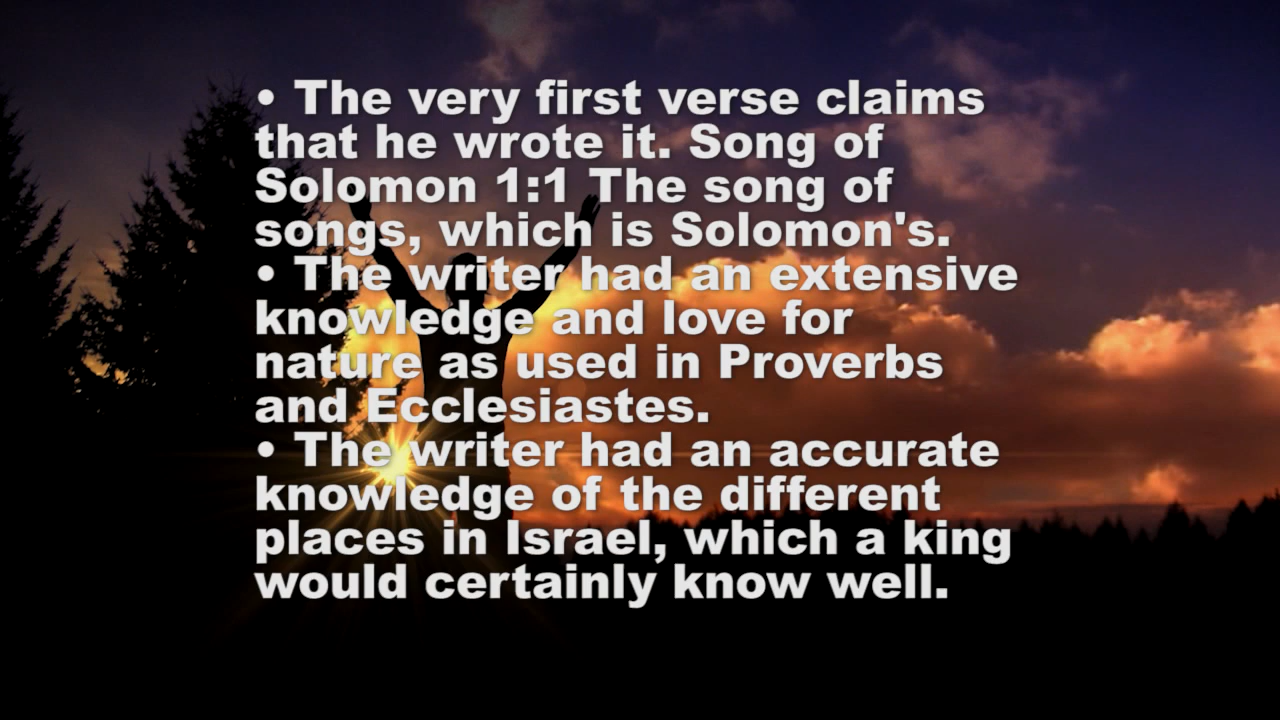 • The very first verse claims
that he wrote it. Song of
Solomon 1:1 The song of
songs, which is Solomon's.
• The writer had an extensive
knowledge and love for
nature as used in Proverbs
and Ecclesiastes.
• The writer had an accurate
knowledge of the different
places in Israel, which a king
would certainly know well.